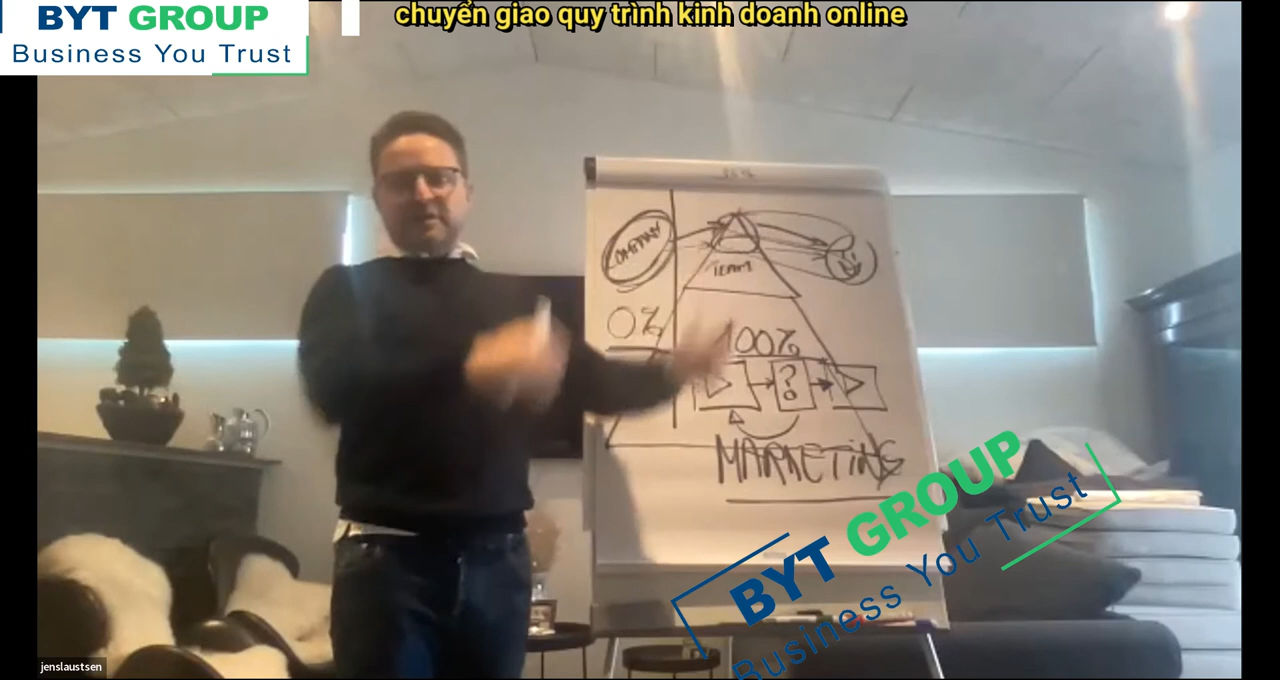 chuyển giao quy trình kinh doanh online
BYT GROUP
Business You Trust
COMPANY
TEAM
0%
100%
?
MARKETING
BYT GROUP
Business You Trust
jenslaustsen